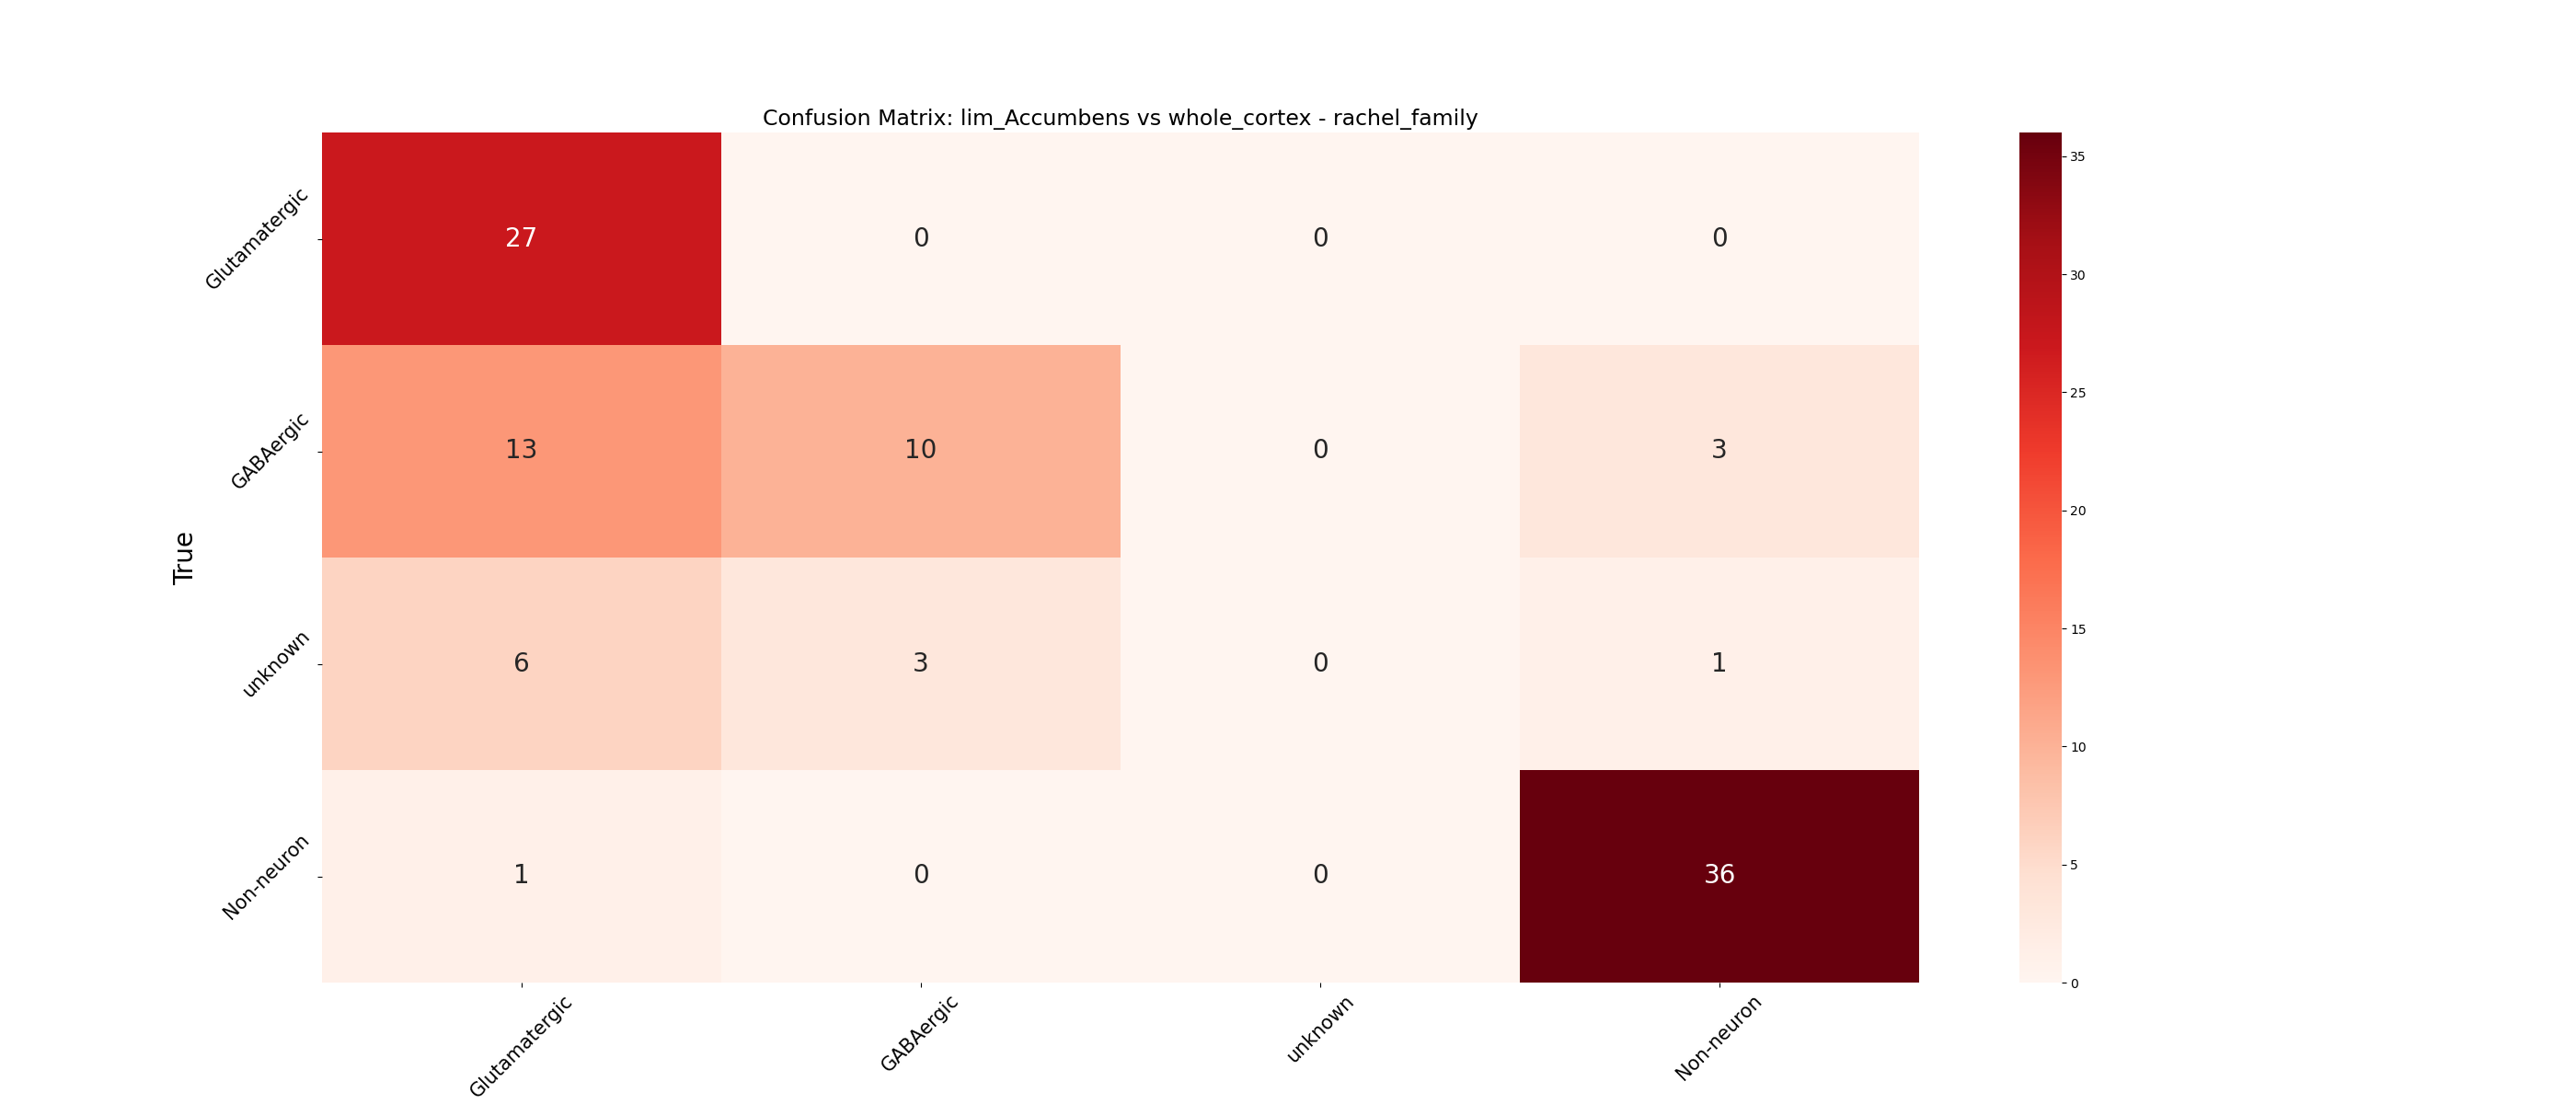 Confusion Matrix: lim_Accumbens vs whole_cortex - rachel_family
Glutamatergic
27
0
0
0
GABAergic
13
10
0
3
unknown
6
3
0
1
Non-neuron
1
0
0
36
True
Glutamatergic
GABAergic
unknown
Non-neuron
35
30
25
20
15
10
5
0